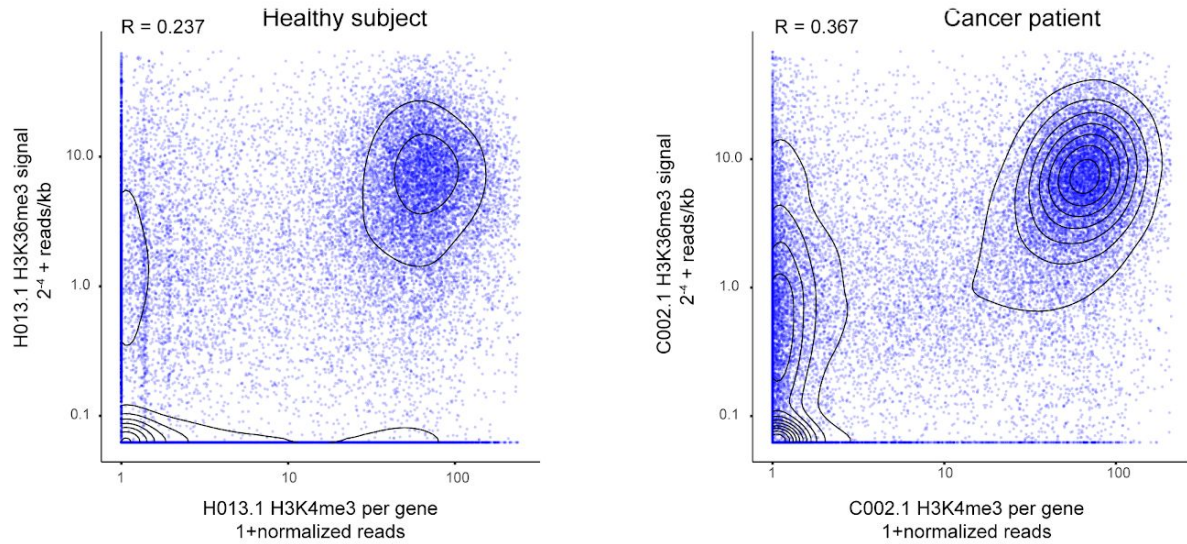 Healthy subject
R = 0.237
H013.1 H3K36me3 signal
2⁻⁴ + reads/kb
10.0
1.0
0.1
1
10
100
H013.1 H3K4me3 per gene
1+normalized reads
Cancer patient
R = 0.367
C002.1 H3K36me3 signal
2⁻⁴ + reads/kb
10.0
1.0
0.1
1
10
100
C002.1 H3K4me3 per gene
1+normalized reads